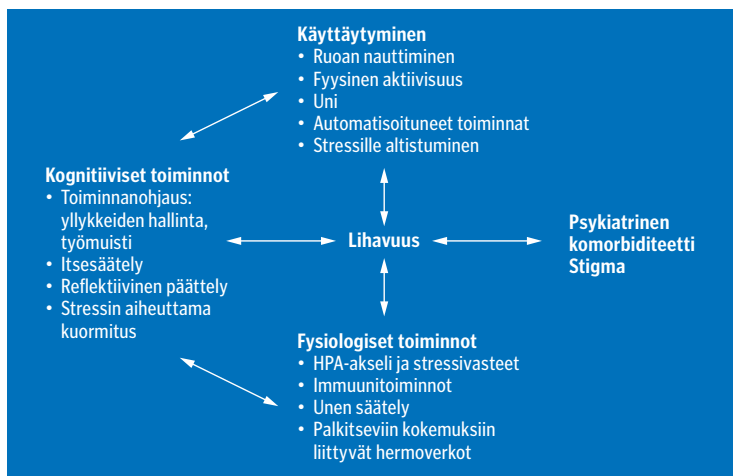 Käyttäytyminen
• Ruoan nauttiminen
• Fyysinen aktiivisuus
• Uni
• Automatisoituneet toiminnat
• Stressille altistuminen
Kognitiiviset toiminnot
• Toiminnanohjaus:
yllykkeiden hallinta,
työmuisti
• Itsesäätely
• Reflektiivinen päättely
• Stressin aiheuttama
kuormitus
Lihavuus
Psykiatrinen
komorbiditeetti
Stigma
Fysiologiset toiminnot
• HPA-akseli ja stressivasteet
• Immuunitoiminnot
• Unen säätely
• Palkitseviin kokemuksiin
liittyvät hermoverkot